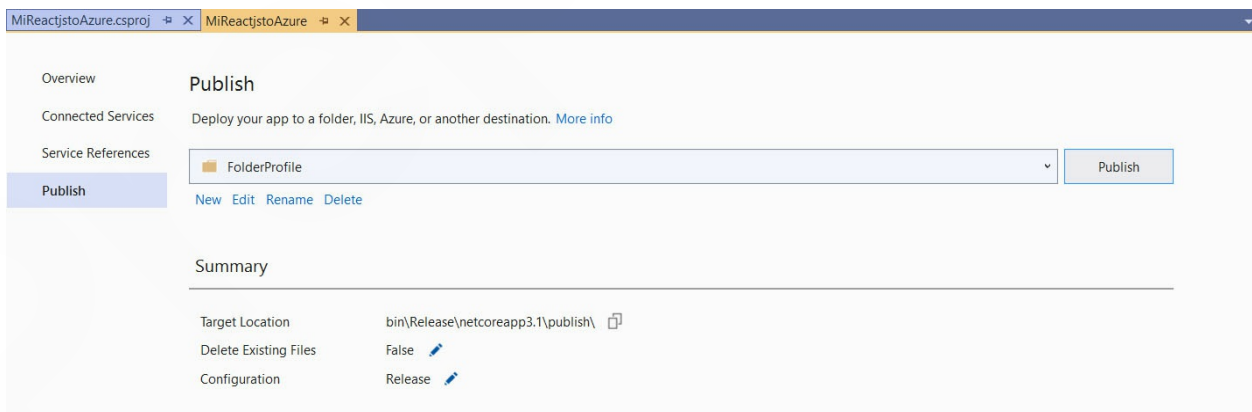 MiReactjstoAzure.csproj MiReactjstoAzure
Overview
Connected Services
Service References
Publish
Publish
Deploy your app to a folder, IIS, Azure, or another destination. More info
FolderProfile Publish
New Edit Rename Delete
Summary
Target Location bin\Release\netcoreapp3.1\publish\
Delete Existing Files False
Configuration Release